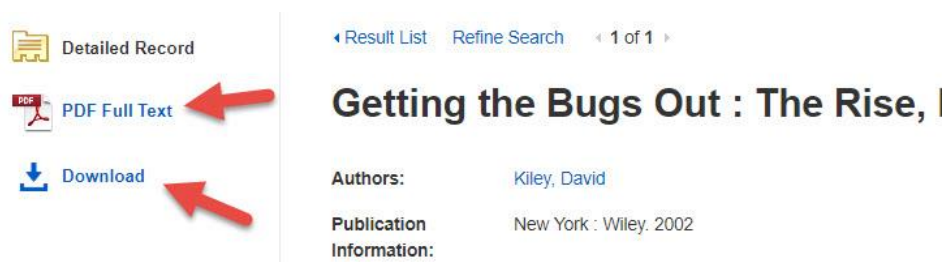 Detailed Record
PDF
PDF Full Text
Download
Result List Refine Search 1 of 1
Getting the Bugs Out : The Rise,
Authors: Kiley, David
Publication New York : Wiley. 2002
Information: